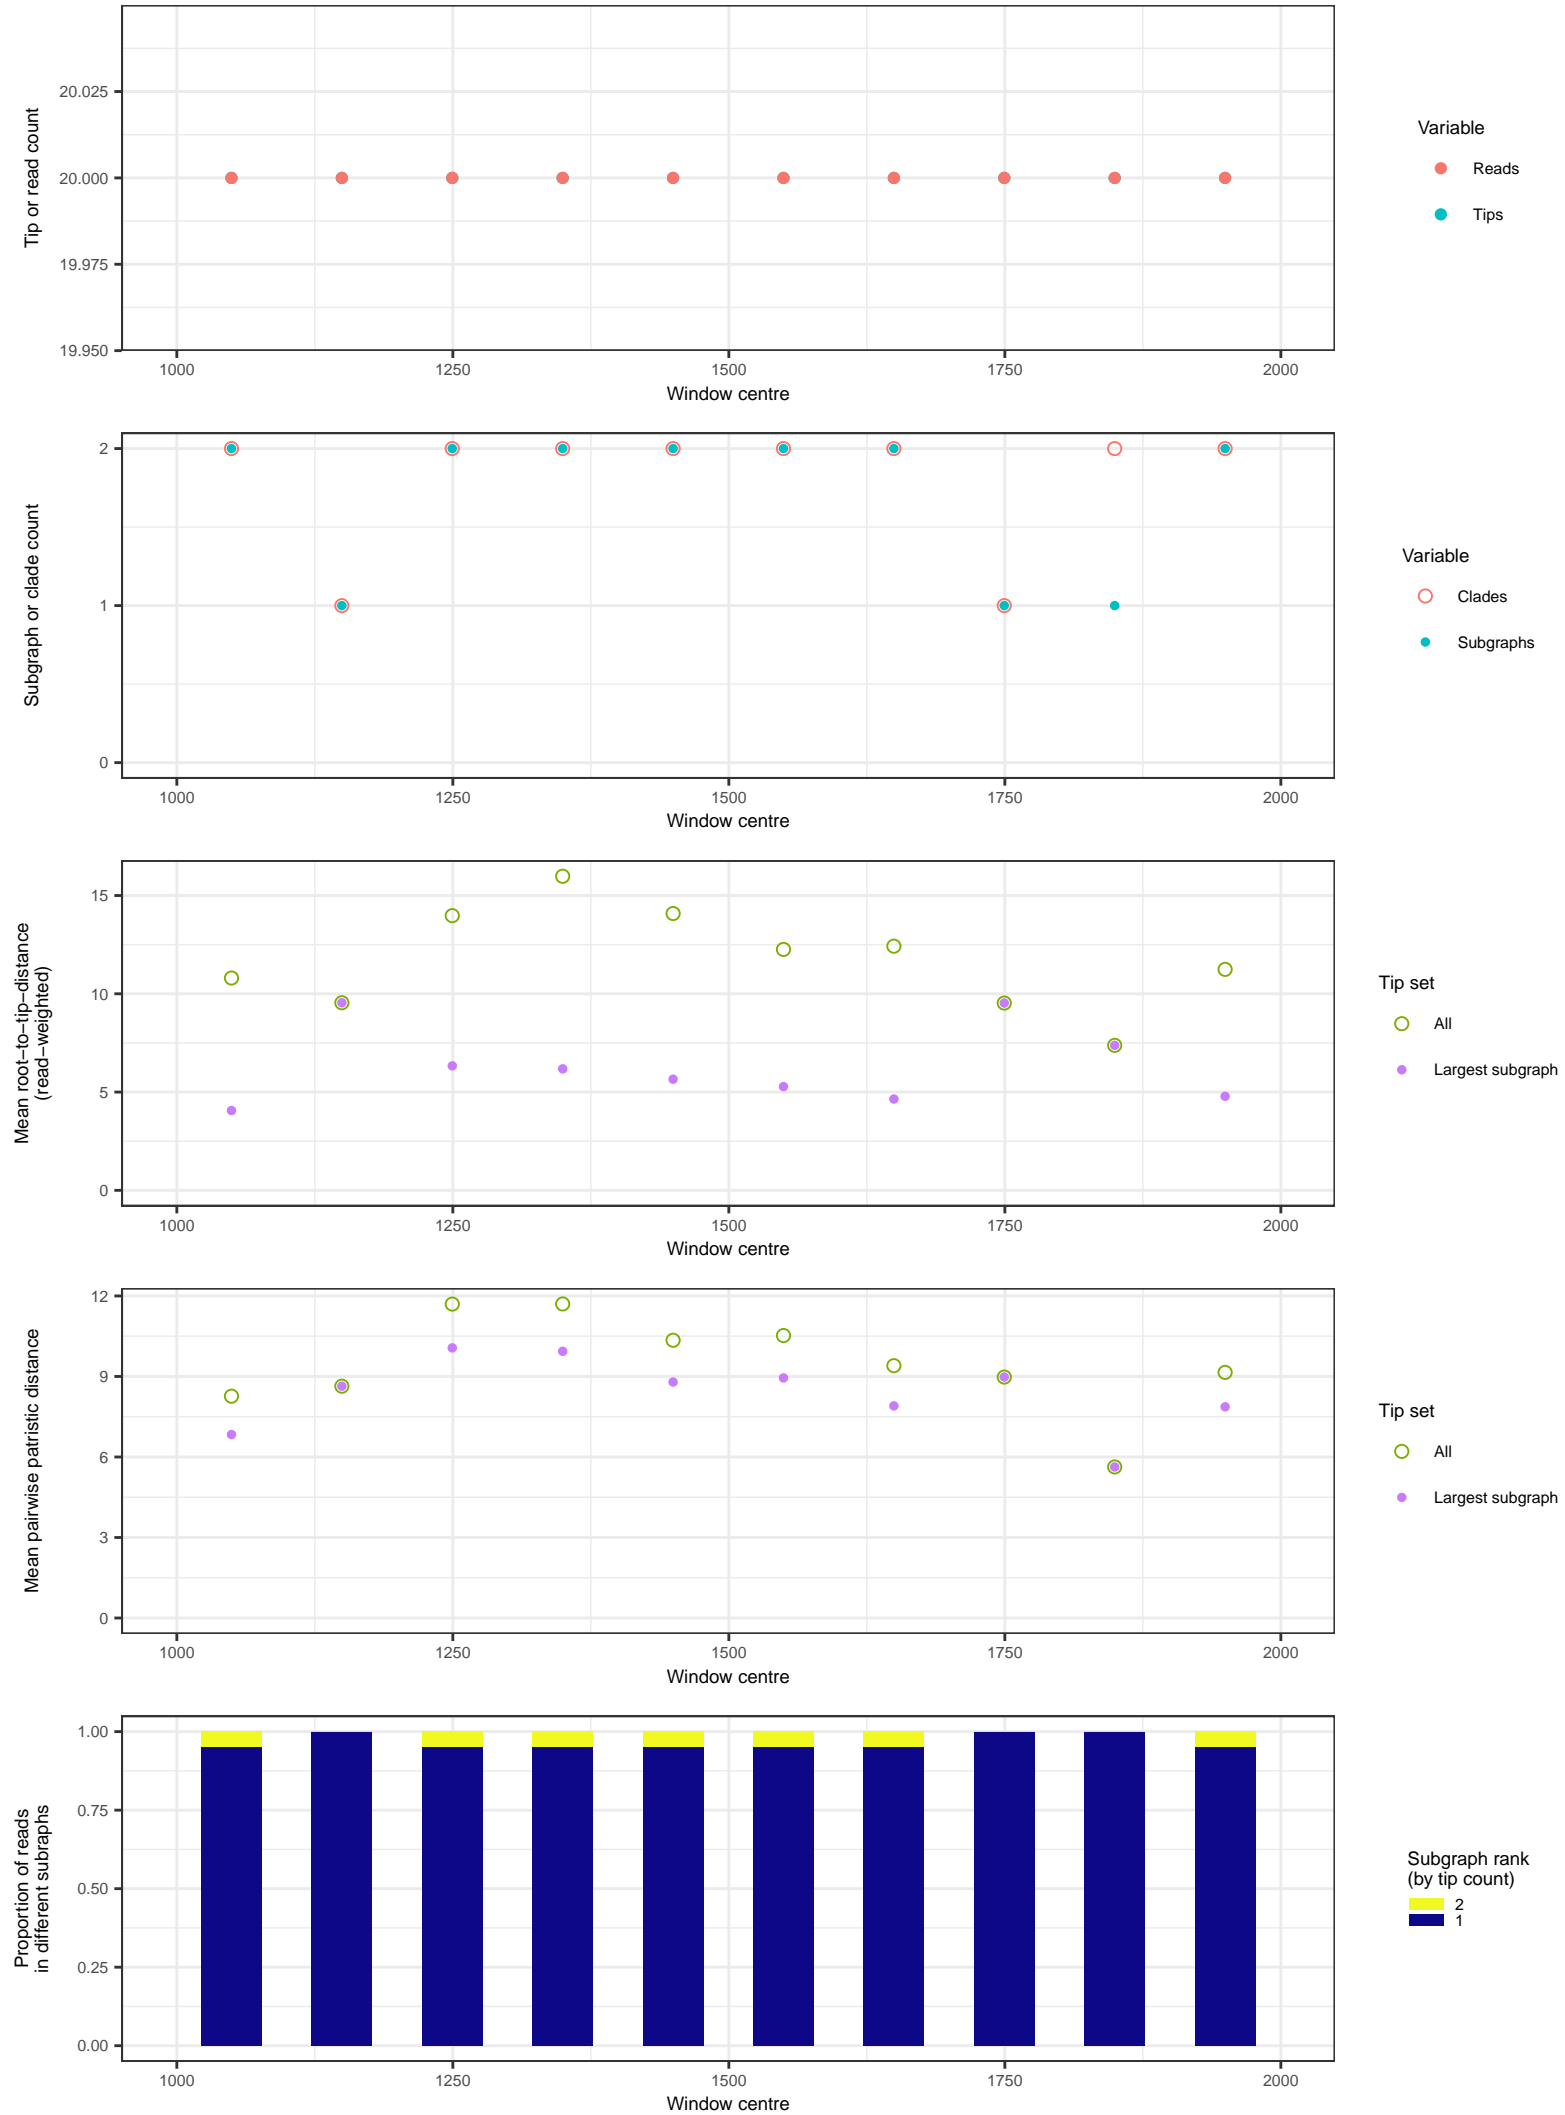 Tip or read count
20.025
20.000
19.975
19.950
1000 1250 1500 1750 2000
Window centre
Variable
Reads
Tips
Subgraph or clade count
2
1
0
1000 1250 1500 1750 2000
Window centre
Variable
Clades
Subgraphs
Mean root−to−tip−distance
(read−weighted)
15
10
5
0
1000 1250 1500 1750 2000
Window centre
Tip set
All
Largest subgraph
Mean pairwise patristic distance
12
9
6
3
0
1000 1250 1500 1750 2000
Window centre
Tip set
All
Largest subgraph
Proportion of reads
in different subraphs
1.00
0.75
0.50
0.25
0.00
1000 1250 1500 1750 2000
Window centre
Subgraph rank
(by tip count)
2
1